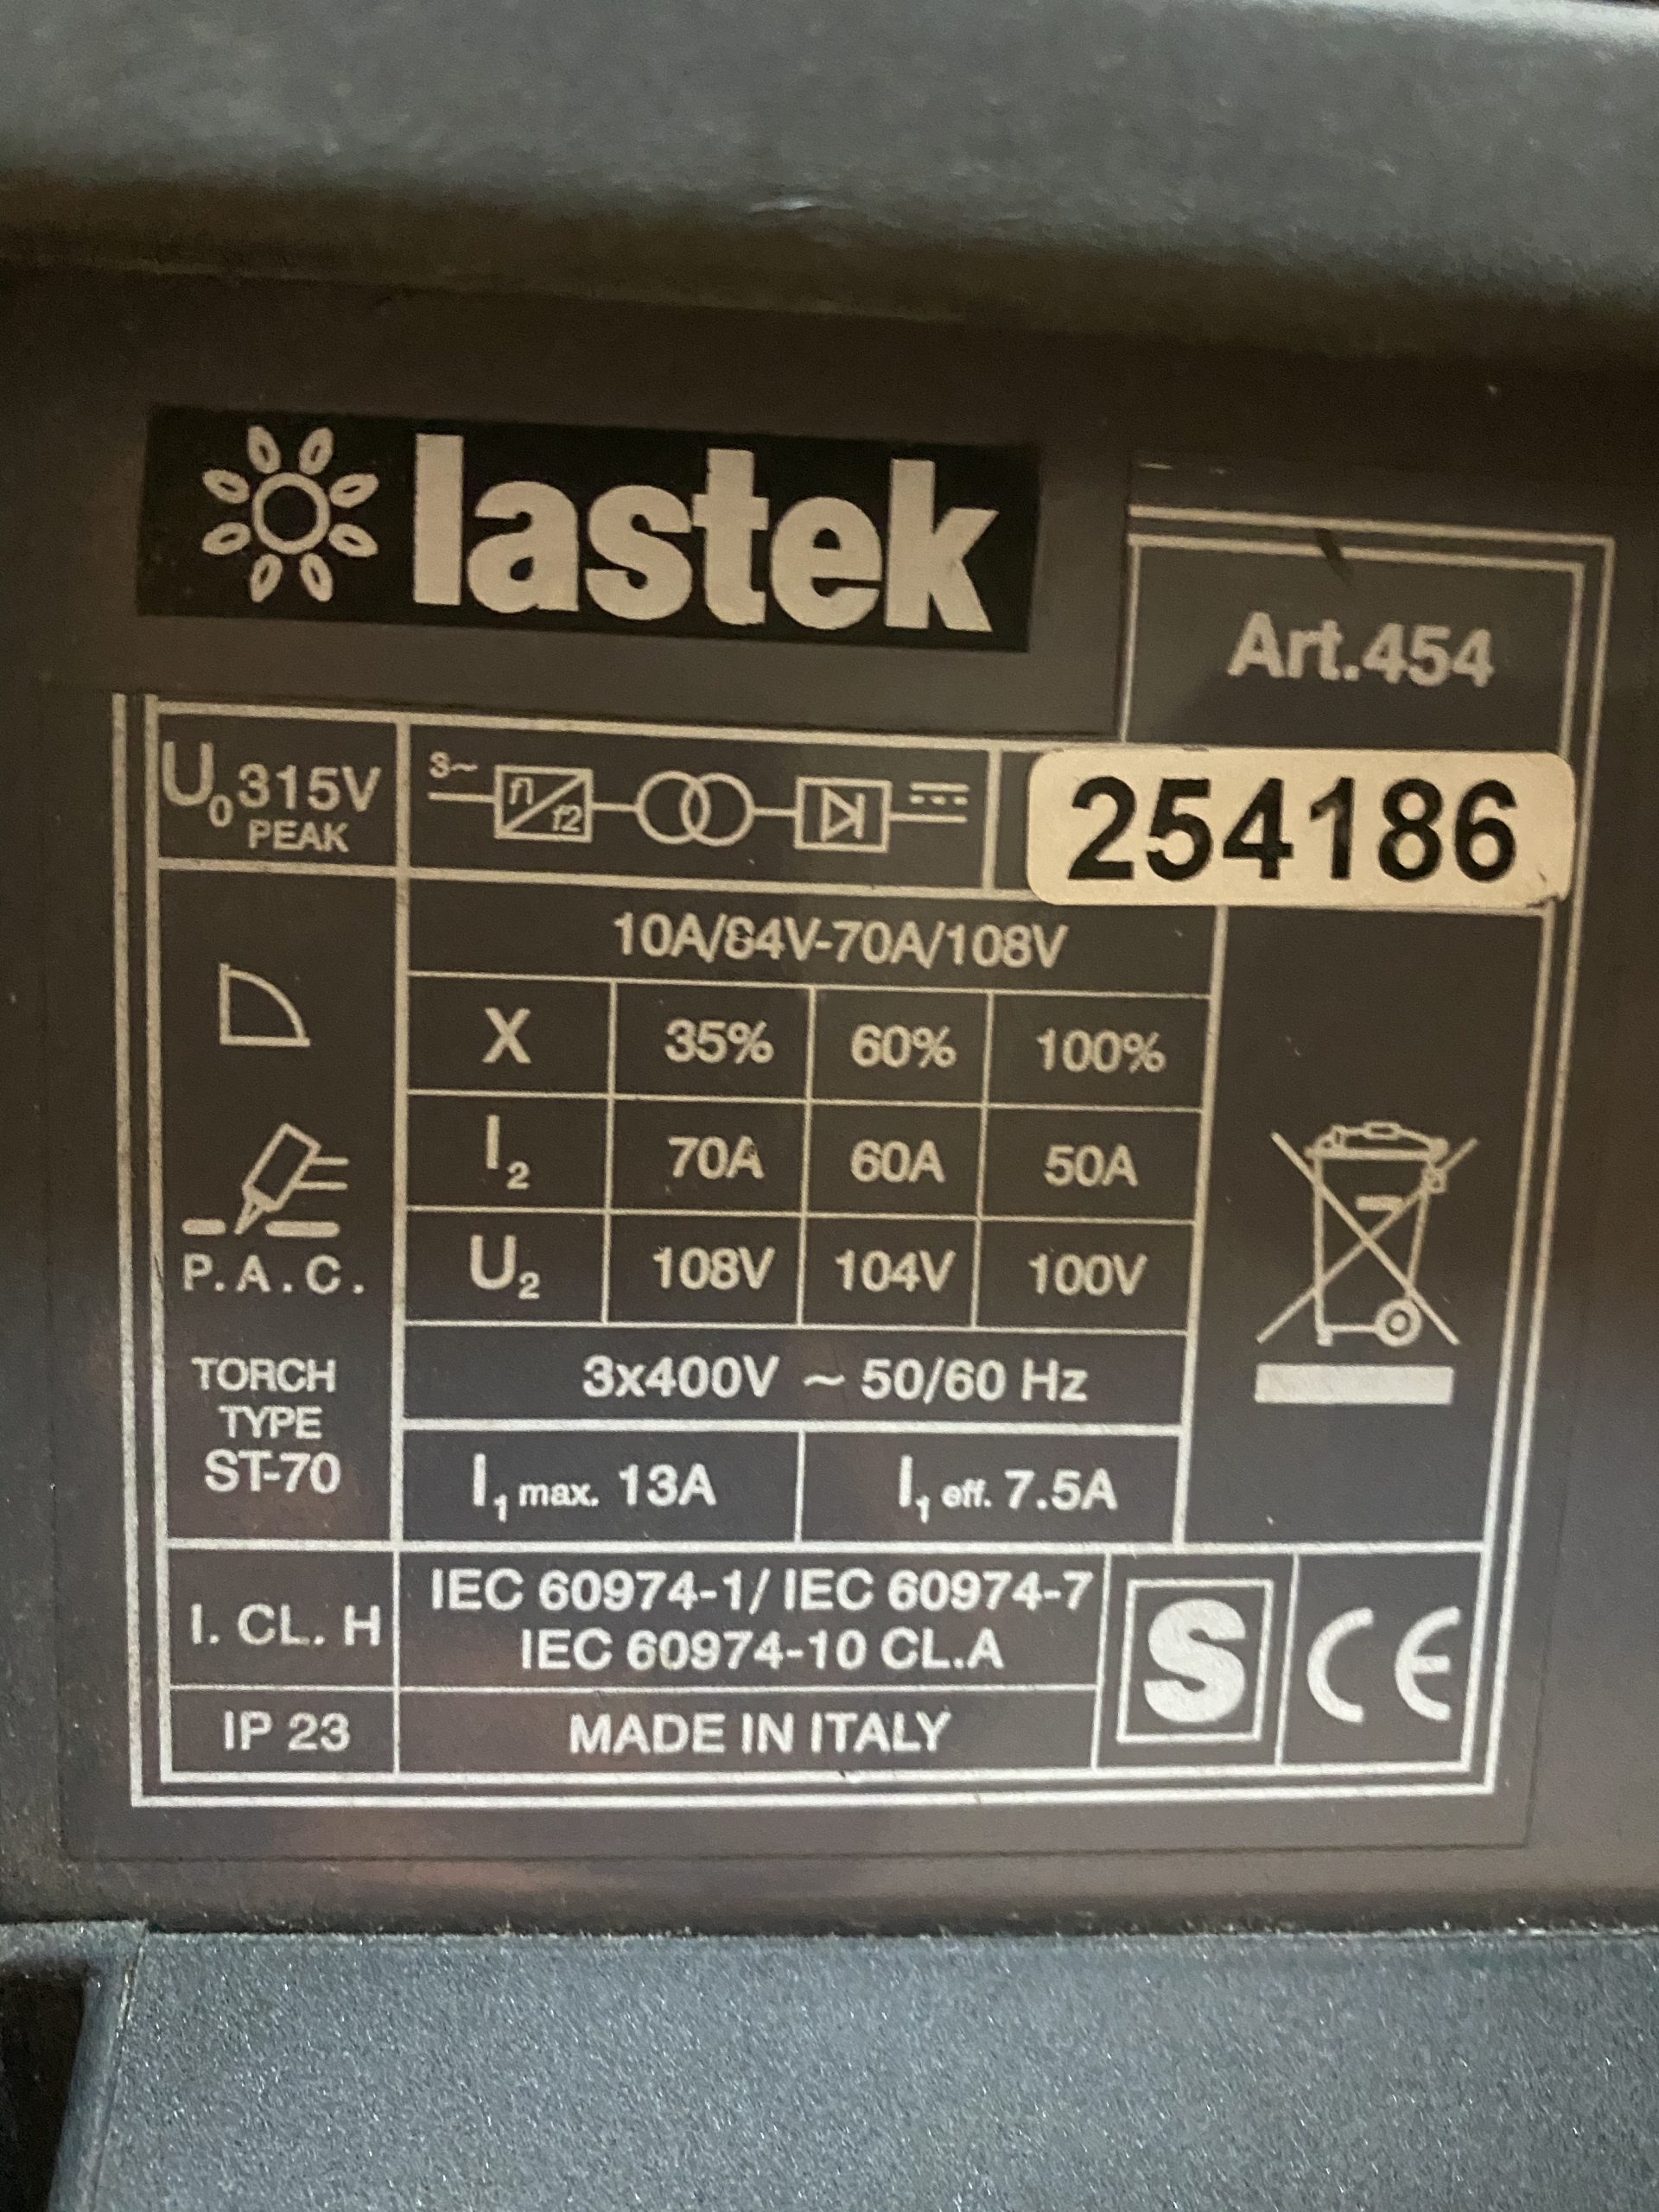 lastek
Art.454
U0 315V
PEAK
3~
f1
f2
254186
10A/84V-70A/108V
X 35% 60% 100%
I2 70A 60A 50A
U2 108V 104V 100V
P.A.C.
TORCH
TYPE
ST-70
3x400V ~ 50/60 Hz
I1 max. 13A I1 eff. 7.5A
I. CL. H
IEC 60974-1/ IEC 60974-7
IEC 60974-10 CL.A
S
CE
IP 23
MADE IN ITALY